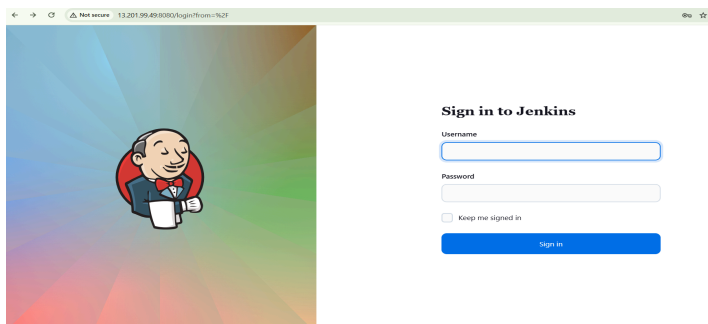 Not secure 13.201.99.49:8080/login?from=%2F
Sign in to Jenkins
Username
Password
Keep me signed in
Sign in